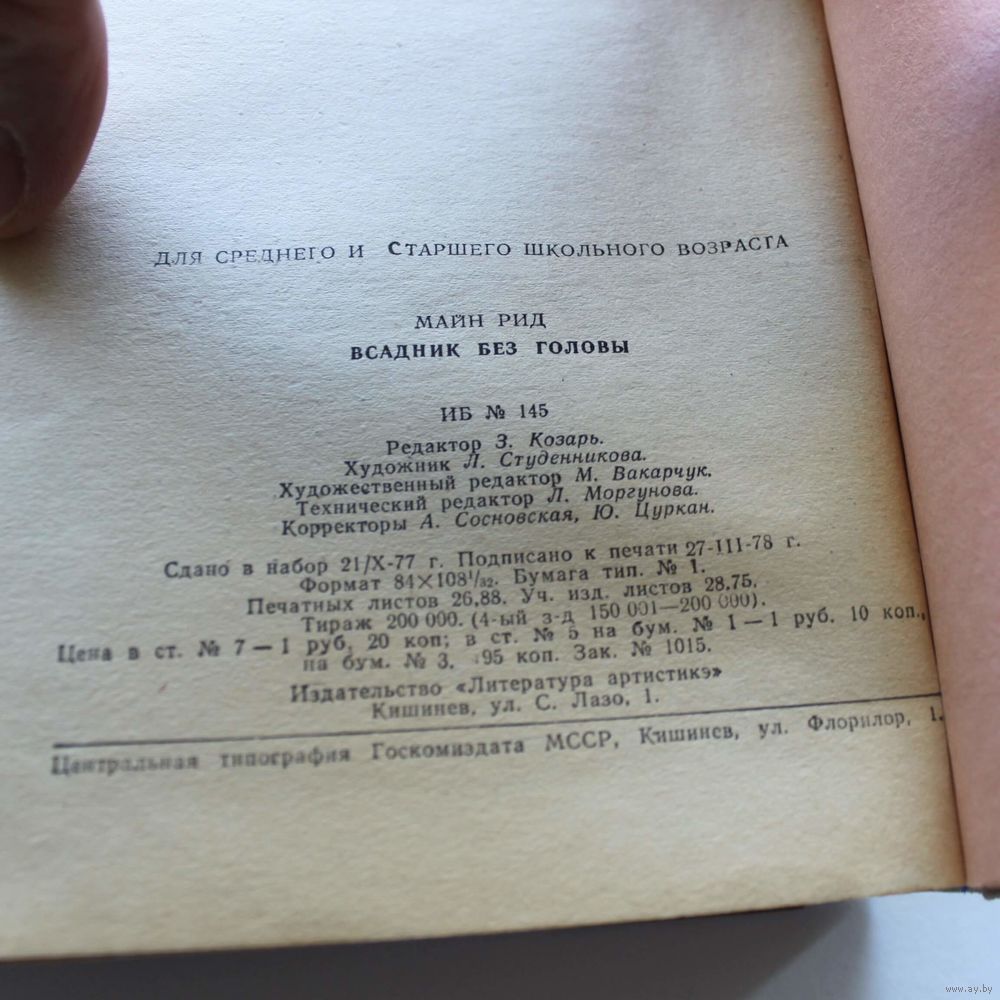 ДЛЯ СРЕДНЕГО И СТАРШЕГО ШКОЛЬНОГО ВОЗРАСТА
МАЙН РИД
ВСАДНИК БЕЗ ГОЛОВЫ
ИБ № 145
Редактор З. Козарь.
Художник Л. Студенникова.
Художественный редактор М. Вакарчук.
Технический редактор Л. Моргунова.
Корректоры А. Сосновская, Ю. Цуркан.
Сдано в набор 21/X-77 г. Подписано к печати 27-III-78 г.
Формат 84×108¹/₃₂. Бумага тип. № 1.
Печатных листов 26,88. Уч. изд. листов 28.75.
Тираж 200 000. (4-ый з-д 150 001—200 000).
Цена в ст. № 7 — 1 руб. 20 коп; в ст. № 5 на бум. № 1 — 1 руб. 10 коп.,
на бум. № 3. 95 коп. Зак. № 1015.
Издательство «Литература артистикэ»
Кишинев, ул. С. Лазо, 1.
Центральная типография Госкомиздата МССР, Кишинев, ул. Флорилор, 1.
www.ay.by